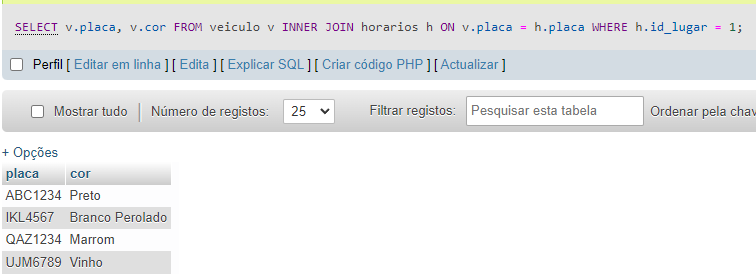 SELECT v.placa, v.cor FROM veiculo v INNER JOIN horarios h ON v.placa = h.placa WHERE h.id_lugar = 1;
Perfil [ Editar em linha ] [ Edita ] [ Explicar SQL ] [ Criar código PHP ] [ Actualizar ]
Mostrar tudo Número de registos: 25 Filtrar registos: Pesquisar esta tabela Ordenar pela chav
+ Opções
placa cor
ABC1234 Preto
IKL4567 Branco Perolado
QAZ1234 Marrom
UJM6789 Vinho